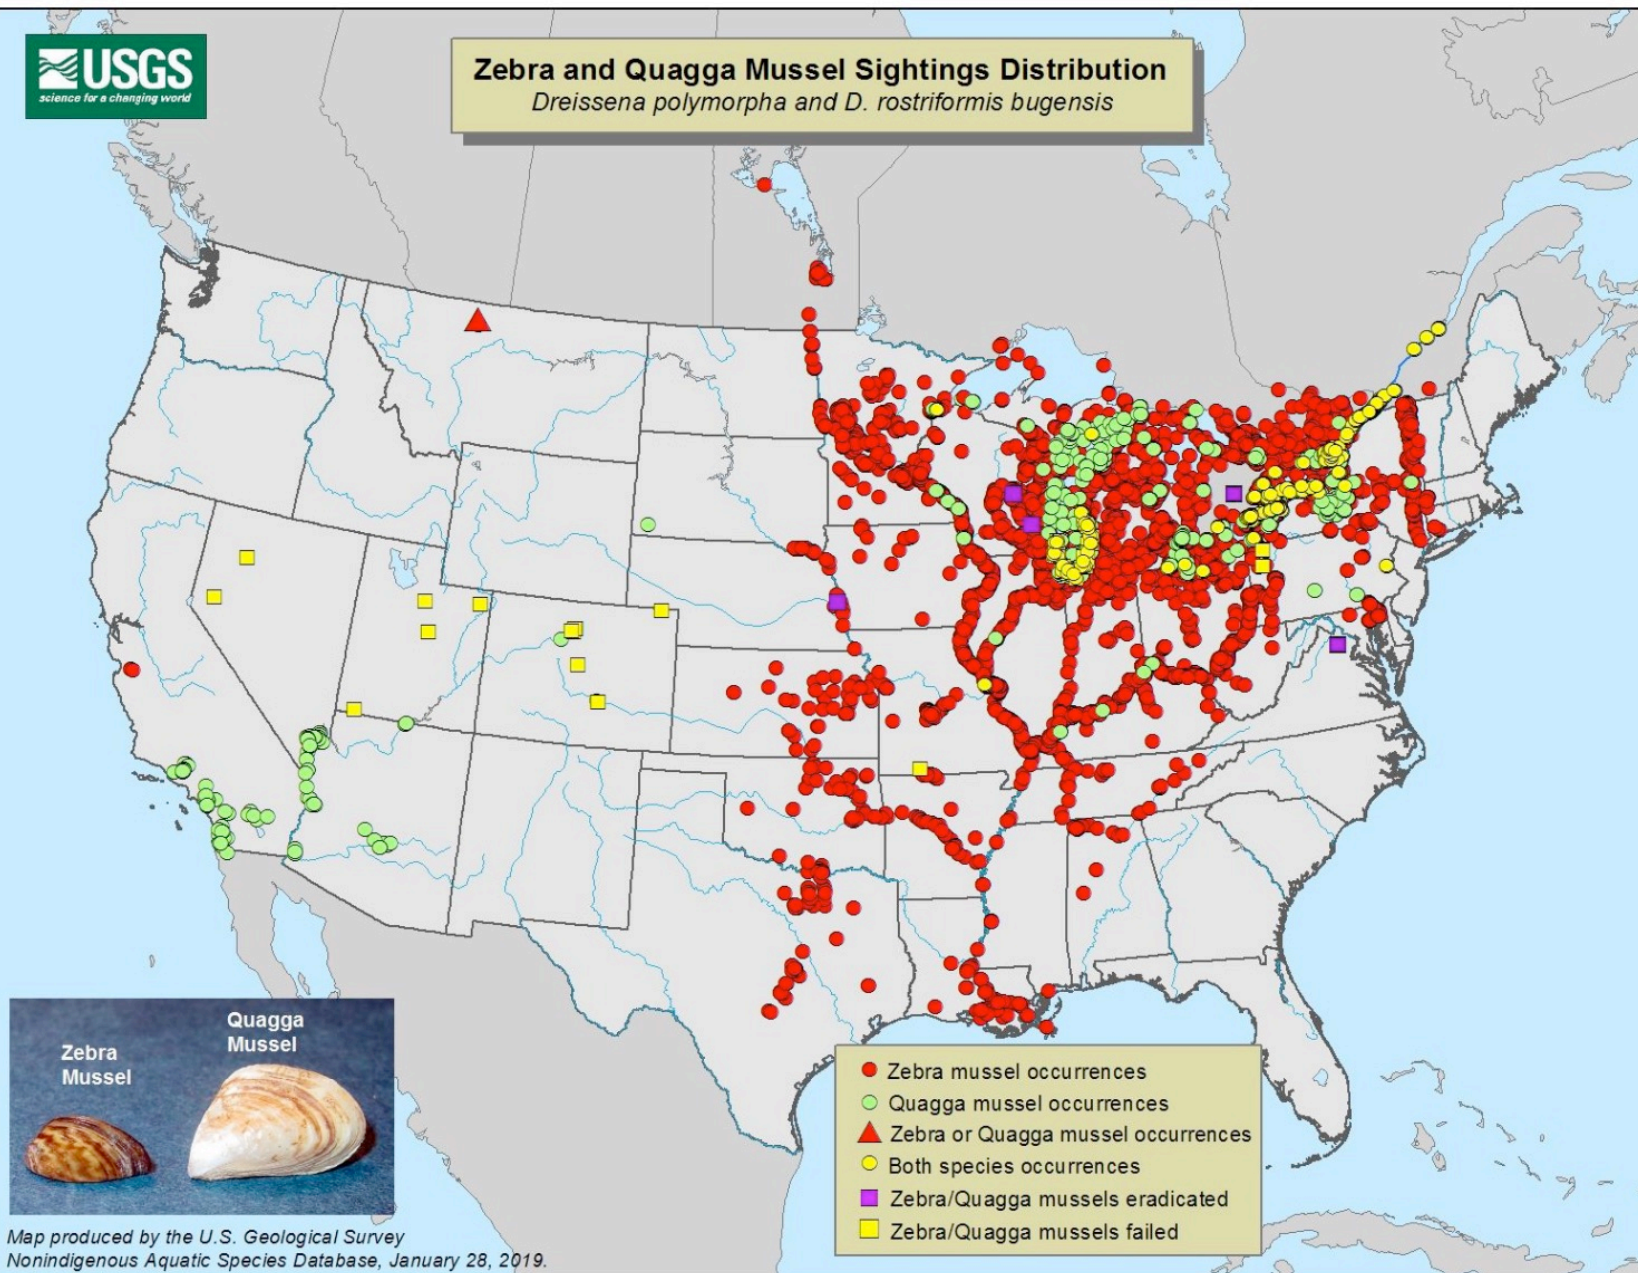 USGS
science for a changing world
Zebra and Quagga Mussel Sightings Distribution
Dreissena polymorpha and D. rostriformis bugensis
Quagga
Mussel
Zebra
Mussel
Zebra mussel occurrences
Quagga mussel occurrences
Zebra or Quagga mussel occurrences
Both species occurrences
Zebra/Quagga mussels eradicated
Zebra/Quagga mussels failed
Map produced by the U.S. Geological Survey
Nonindigenous Aquatic Species Database, January 28, 2019.